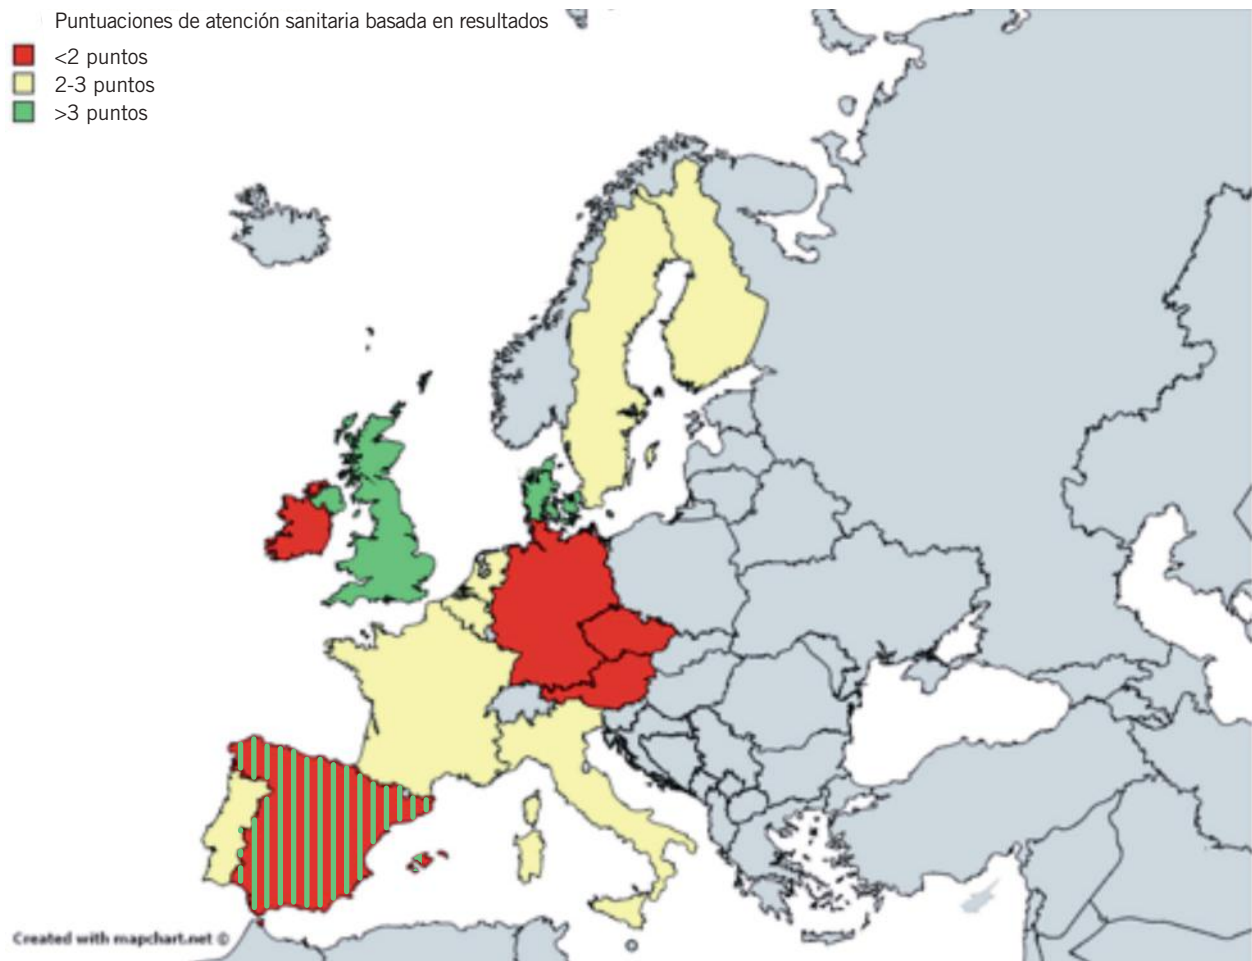 Puntuaciones de atención sanitaria basada en resultados
<2 puntos
2-3 puntos
>3 puntos
Created with mapchart.net ©